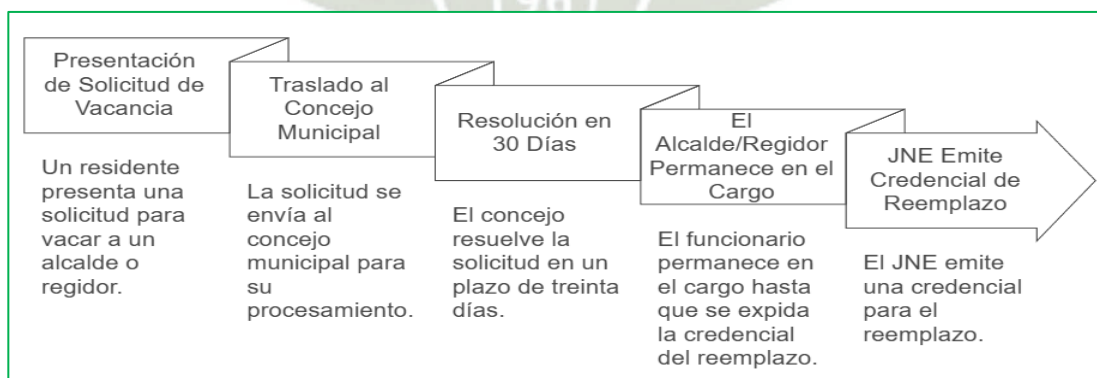 Presentación
de Solicitud de
Vacancia
Un residente
presenta una
solicitud para
vacar a un
alcalde o
regidor.
Traslado al
Concejo
Municipal
La solicitud se
envía al
concejo
municipal para
su
procesamiento.
Resolución en
30 Días
El concejo
resuelve la
solicitud en un
plazo de treinta
días.
El
Alcalde/Regidor
Permanece en el
Cargo
El funcionario
permanece en
el cargo hasta
que se expida
la credencial
del reemplazo.
JNE Emite
Credencial de
Reemplazo
El JNE emite
una credencial
para el
reemplazo.